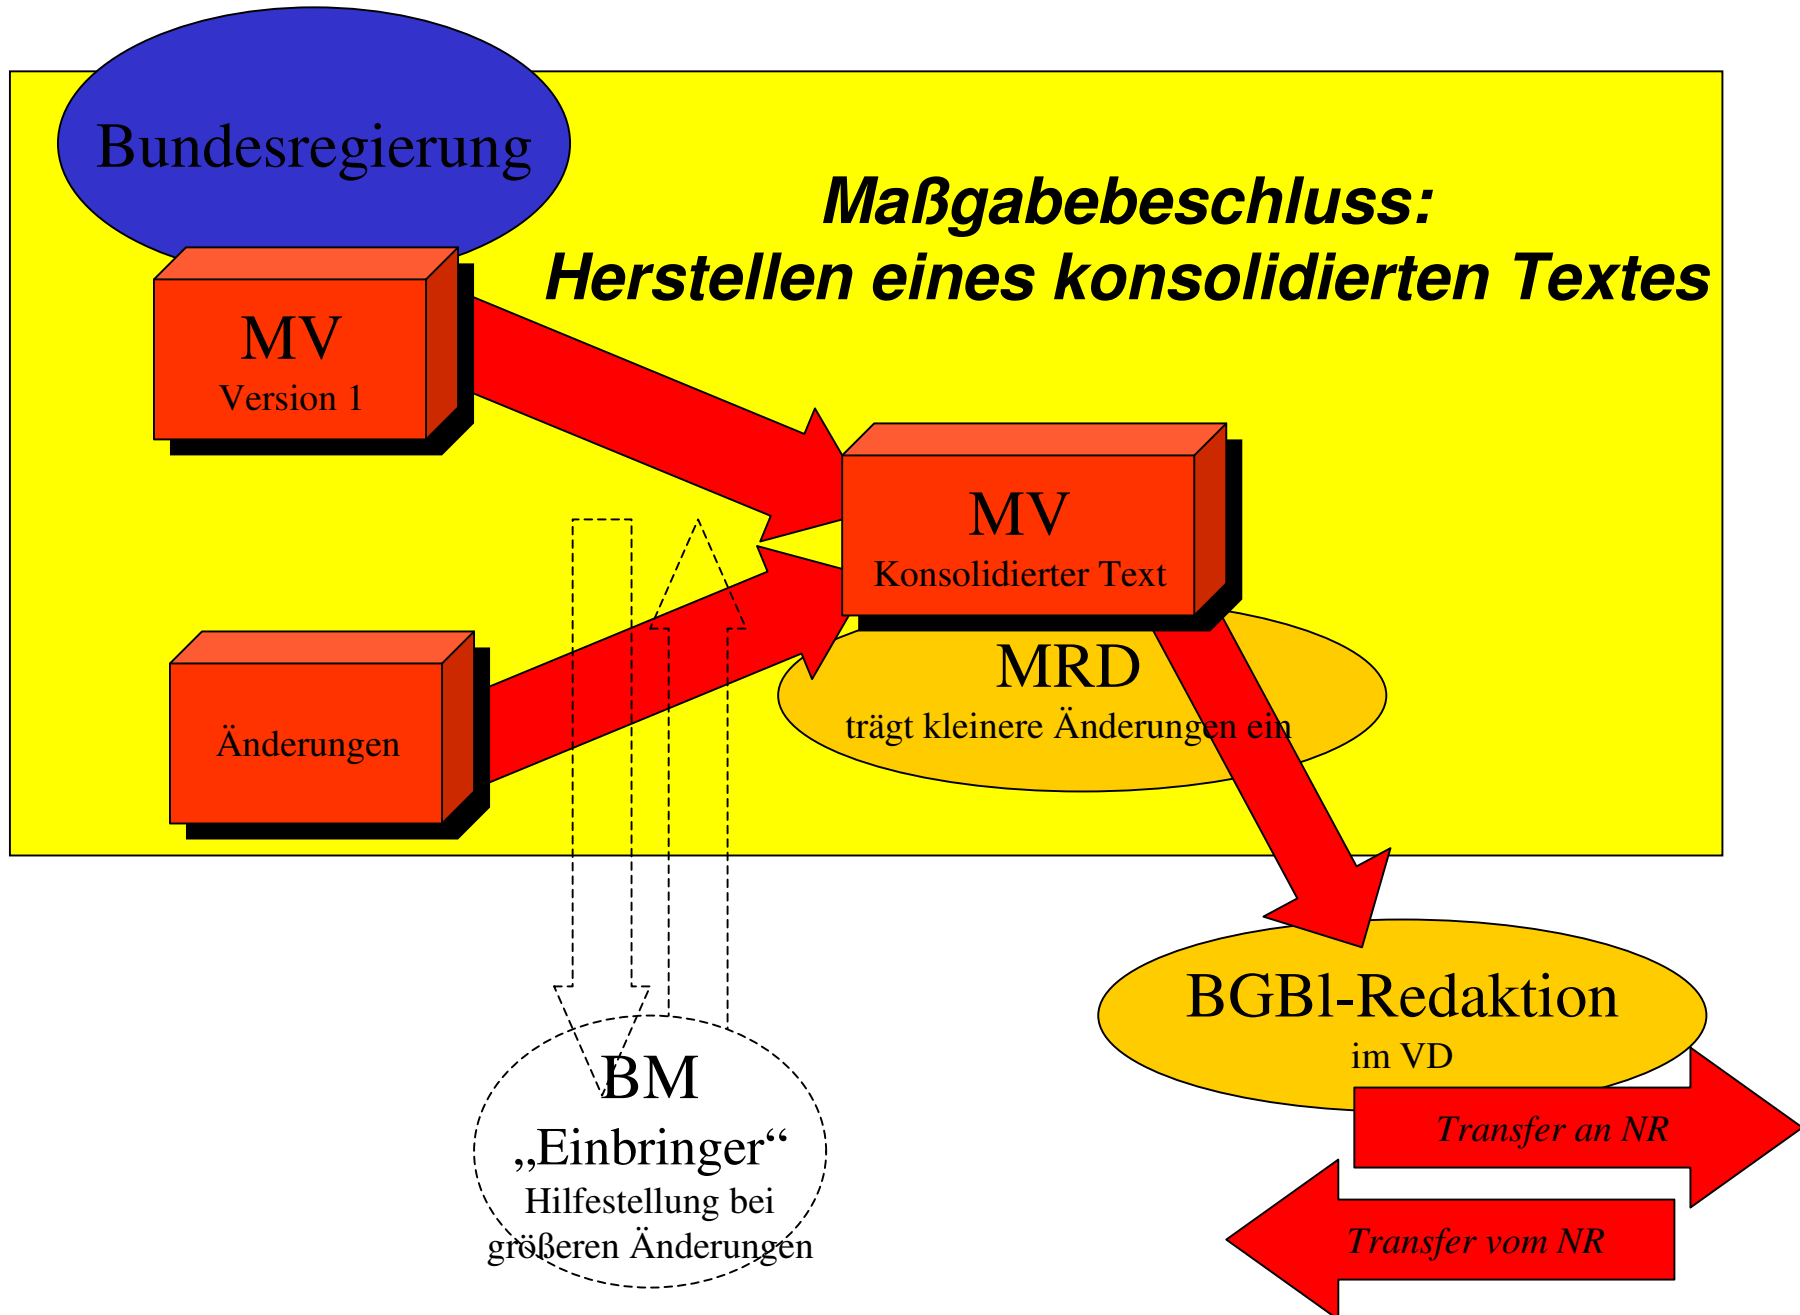 Bundesregierung
Maßgabebeschluss:
Herstellen eines konsolidierten Textes
MV
Version 1
MV
Konsolidierter Text
MRD
trägt kleinere Änderungen ein
Änderungen
BGBl-Redaktion
im VD
BM
„Einbringer“
Hilfestellung bei
größeren Änderungen
Transfer an NR
Transfer vom NR